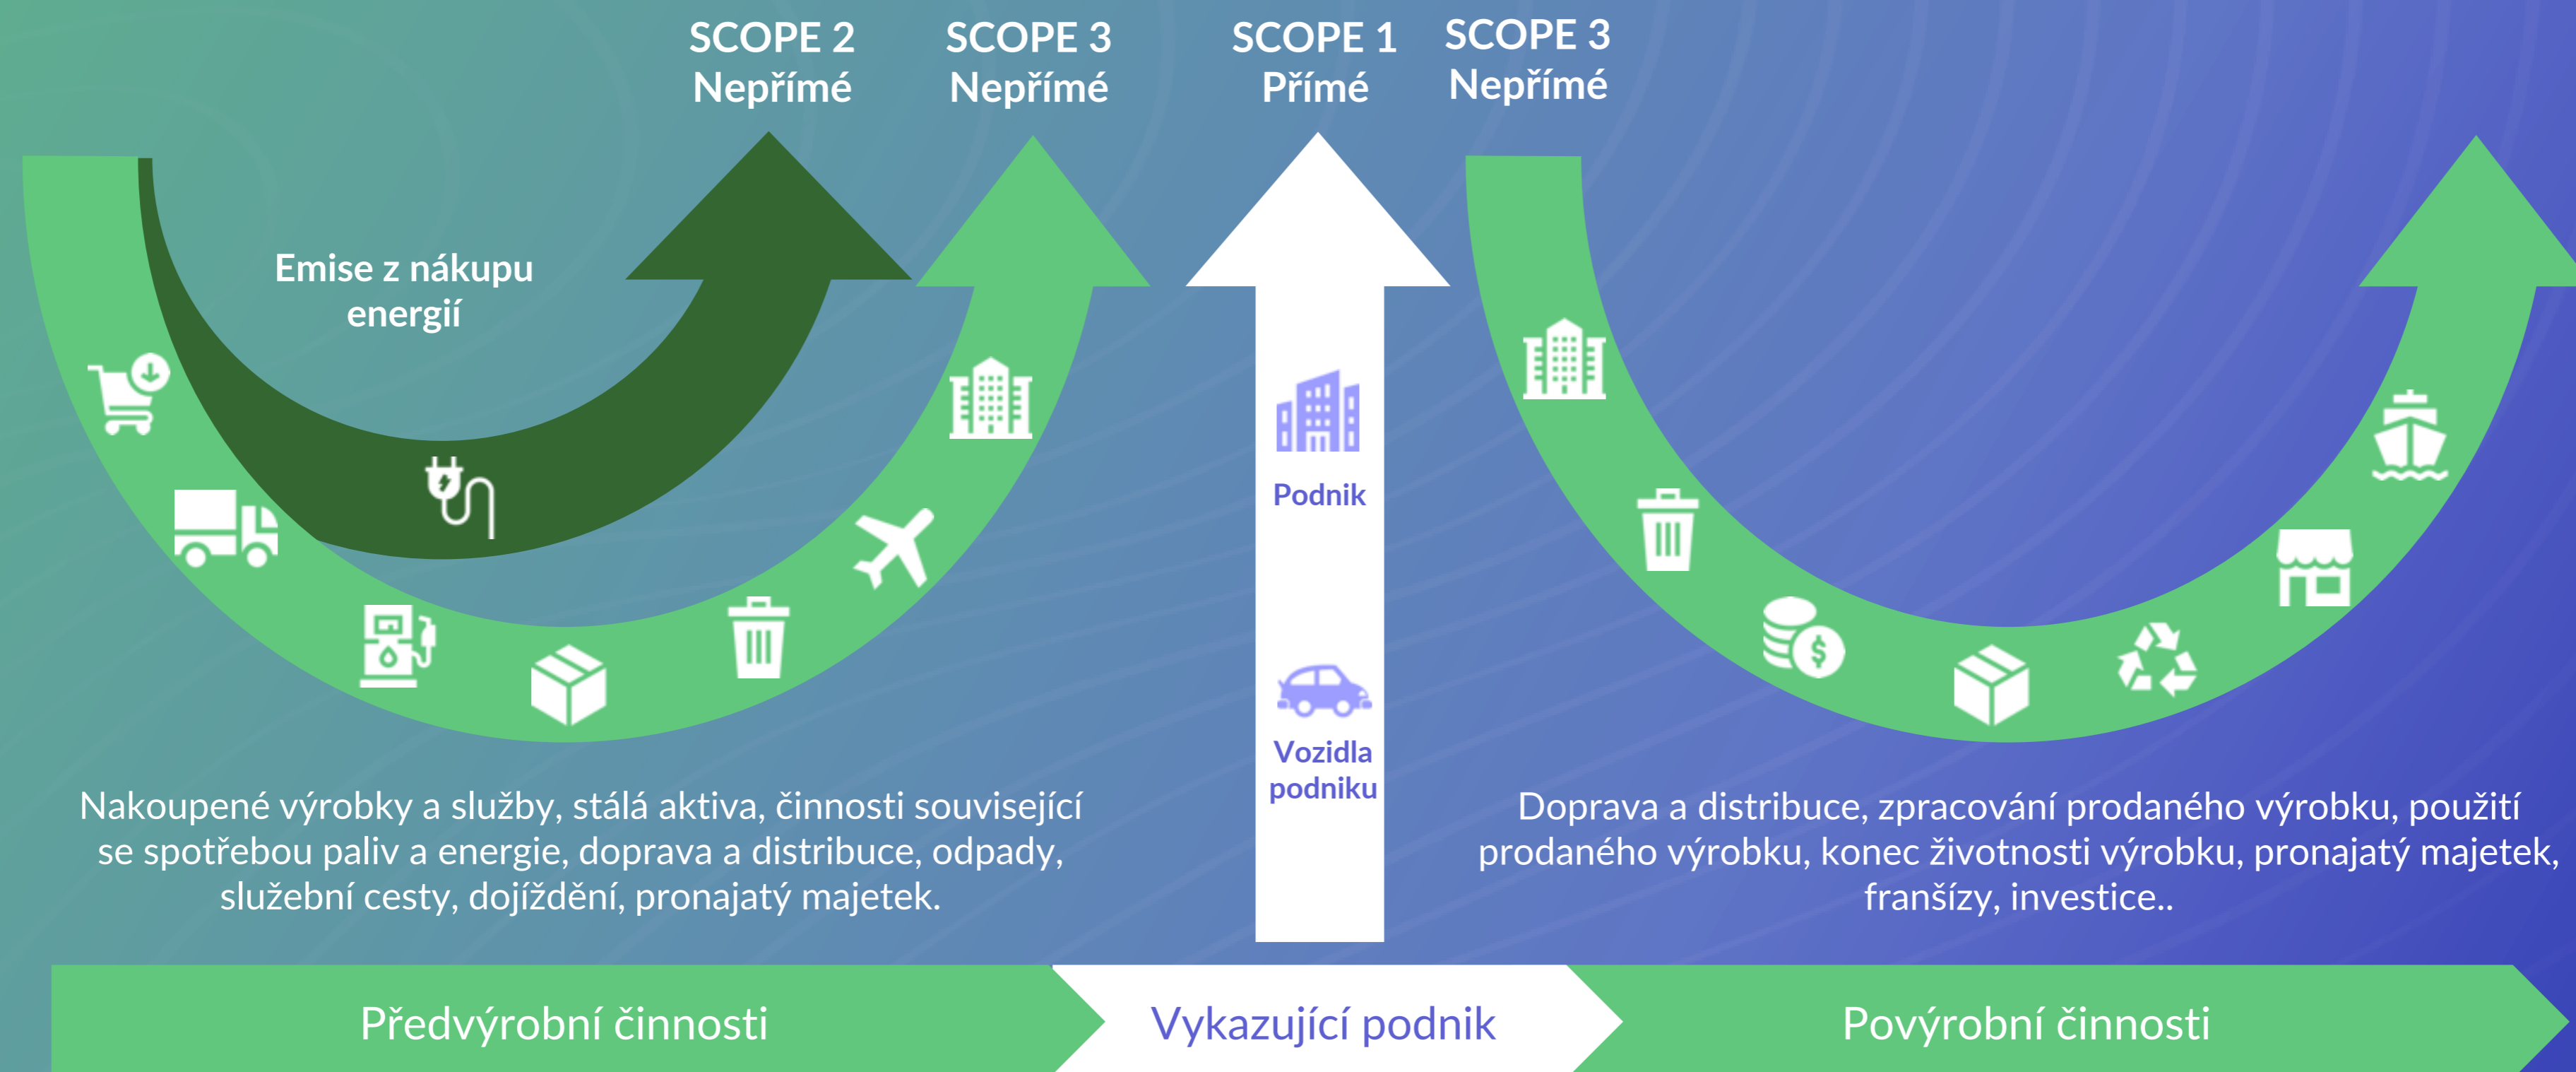 SCOPE 2
Nepřímé
SCOPE 3
Nepřímé
SCOPE 1
Přímé
SCOPE 3
Nepřímé
Emise z nákupu
energií
Podnik
Vozidla
podniku
Nakoupené výrobky a služby, stálá aktiva, činnosti související
se spotřebou paliv a energie, doprava a distribuce, odpady,
služební cesty, dojíždění, pronajatý majetek.
Doprava a distribuce, zpracování prodaného výrobku, použití
prodaného výrobku, konec životnosti výrobku, pronajatý majetek,
franšízy, investice..
Předvýrobní činnosti
Vykazující podnik
Povýrobní činnosti